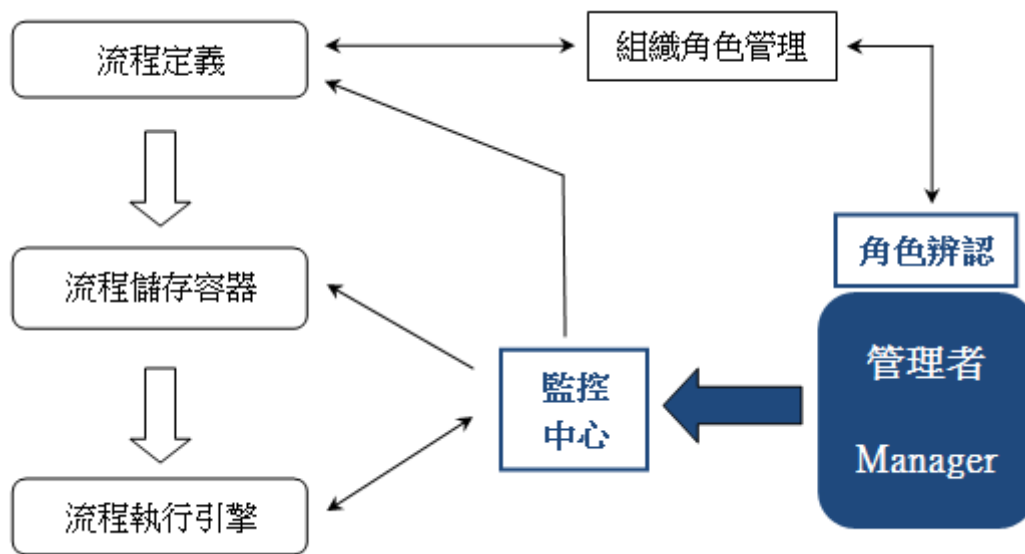 流程定義
組織角色管理
角色辨認
流程儲存容器
管理者
監控
中心
Manager
流程執行引擎